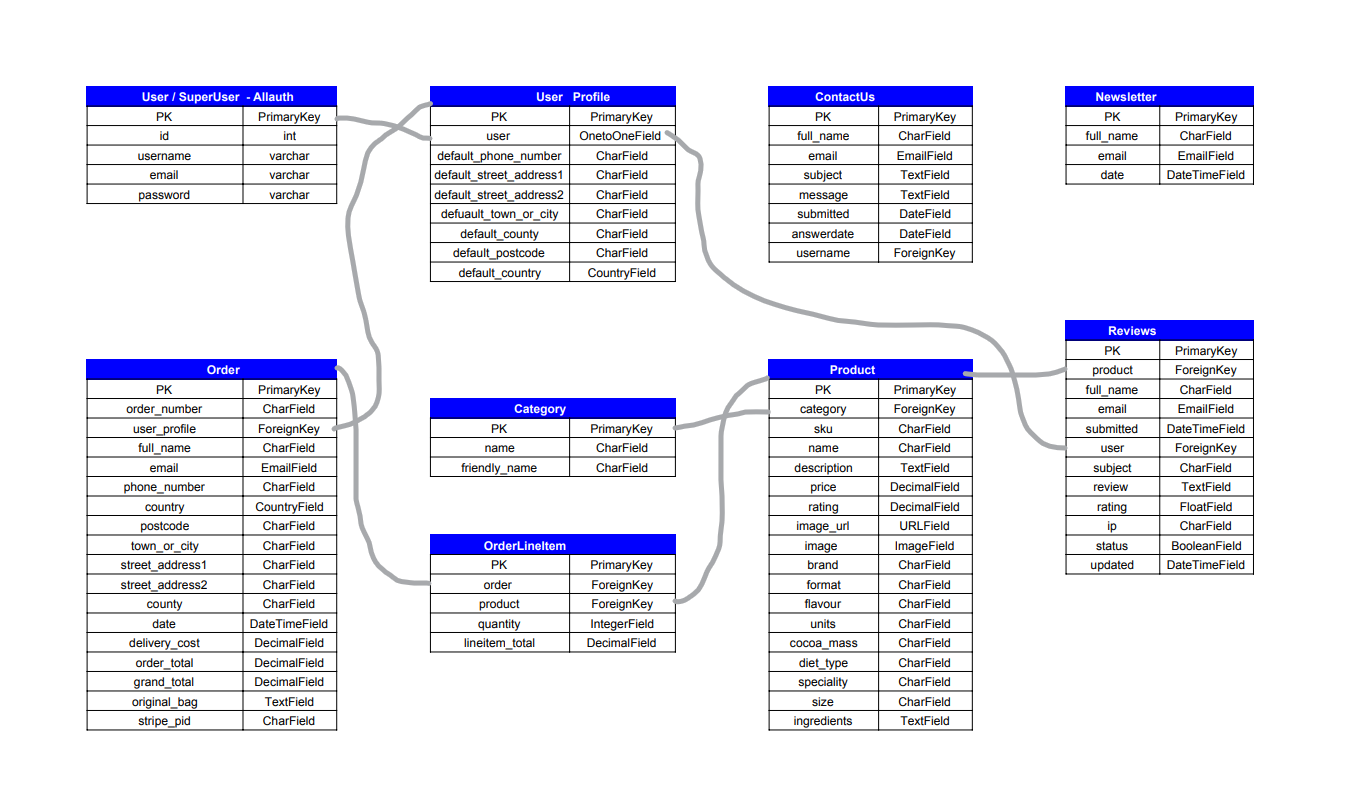 User / SuperUser - Allauth
PK PrimaryKey
id int
username varchar
email varchar
password varchar
User Profile
PK PrimaryKey
user OnetoOneField
default_phone_number CharField
default_street_address1 CharField
default_street_address2 CharField
defuault_town_or_city CharField
default_county CharField
default_postcode CharField
default_country CountryField
ContactUs
PK PrimaryKey
full_name CharField
email EmailField
subject TextField
message TextField
submitted DateField
answerdate DateField
username ForeignKey
Newsletter
PK PrimaryKey
full_name CharField
email EmailField
date DateTimeField
Order
PK PrimaryKey
order_number CharField
user_profile ForeignKey
full_name CharField
email EmailField
phone_number CharField
country CountryField
postcode CharField
town_or_city CharField
street_address1 CharField
street_address2 CharField
county CharField
date DateTimeField
delivery_cost DecimalField
order_total DecimalField
grand_total DecimalField
original_bag TextField
stripe_pid CharField
Category
PK PrimaryKey
name CharField
friendly_name CharField
OrderLineItem
PK PrimaryKey
order ForeignKey
product ForeignKey
quantity IntegerField
lineitem_total DecimalField
Product
PK PrimaryKey
category ForeignKey
sku CharField
name CharField
description TextField
price DecimalField
rating DecimalField
image_url URLField
image ImageField
brand CharField
format CharField
flavour CharField
units CharField
cocoa_mass CharField
diet_type CharField
speciality CharField
size CharField
ingredients TextField
Reviews
PK PrimaryKey
product ForeignKey
full_name CharField
email EmailField
submitted DateTimeField
user ForeignKey
subject CharField
review TextField
rating FloatField
ip CharField
status BooleanField
updated DateTimeField